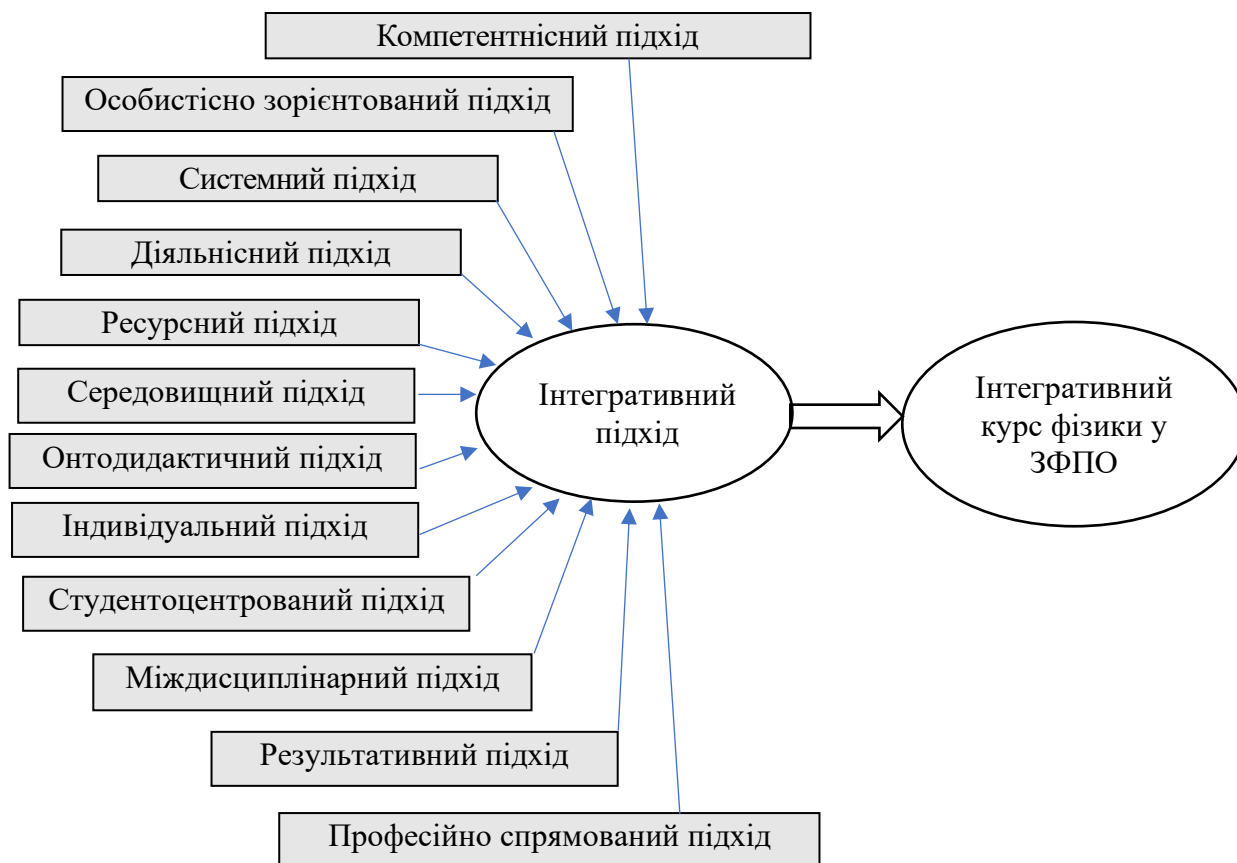 Компетентнісний підхід
Особистісно зорієнтований підхід
Системний підхід
Діяльнісний підхід
Ресурсний підхід
Середовищний підхід
Онтодидактичний підхід
Індивідуальний підхід
Студентоцентрований підхід
Міждисциплінарний підхід
Результативний підхід
Професійно спрямований підхід
Інтегративний
підхід
Інтегративний
курс фізики у
ЗФПО